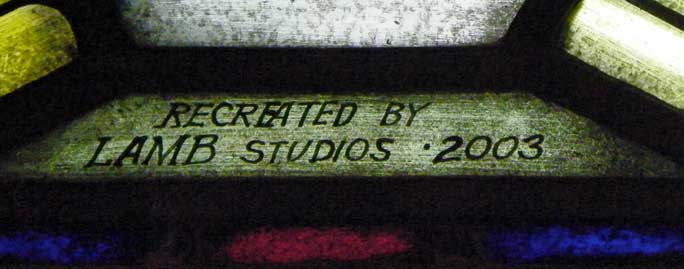 RECREATED BY
LAMB STUDIOS · 2003